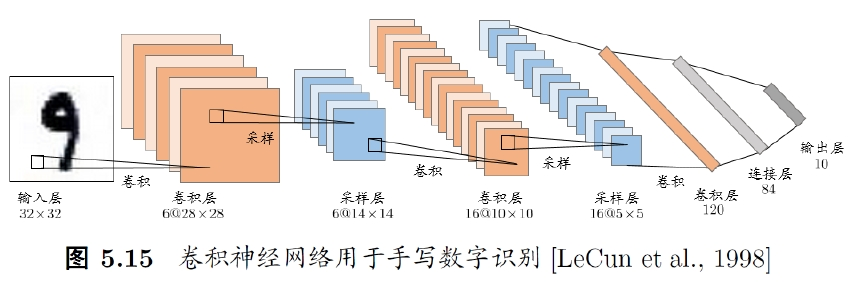 采样
采样
卷积
卷积
卷积
输入层
32×32
卷积层
6@28×28
采样层
6@14×14
卷积层
16@10×10
采样层
16@5×5
卷积层
120
连接层
84
输出层
10
图 5.15 卷积神经网络用于手写数字识别 [LeCun et al., 1998]
9